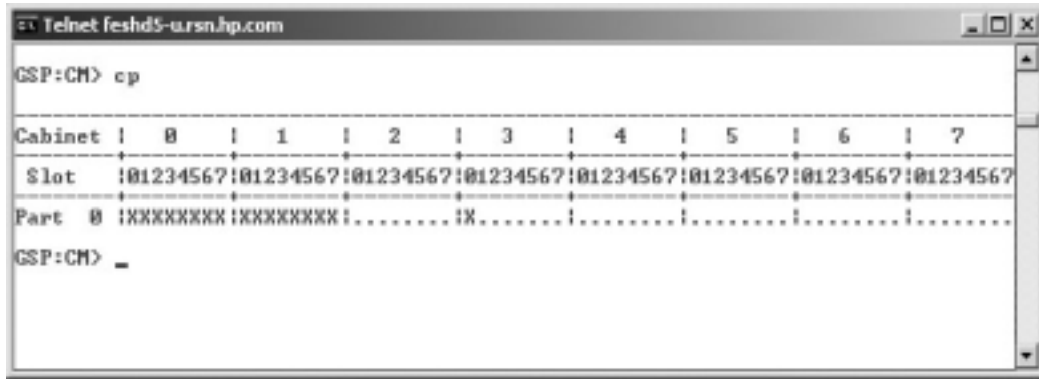 Telnet feshd5-u.rsn.hp.com
GSP:CM> cp
--------------------------------------------------------------------------------
Cabinet |   0    |   1    |   2    |   3    |   4    |   5    |   6    |   7
--------+--------+--------+--------+--------+--------+--------+--------+--------
 Slot   |01234567|01234567|01234567|01234567|01234567|01234567|01234567|01234567
--------+--------+--------+--------+--------+--------+--------+--------+--------
Part  0 |XXXXXXXX|XXXXXXXX|........|X.......|........|........|........|........
GSP:CM> _